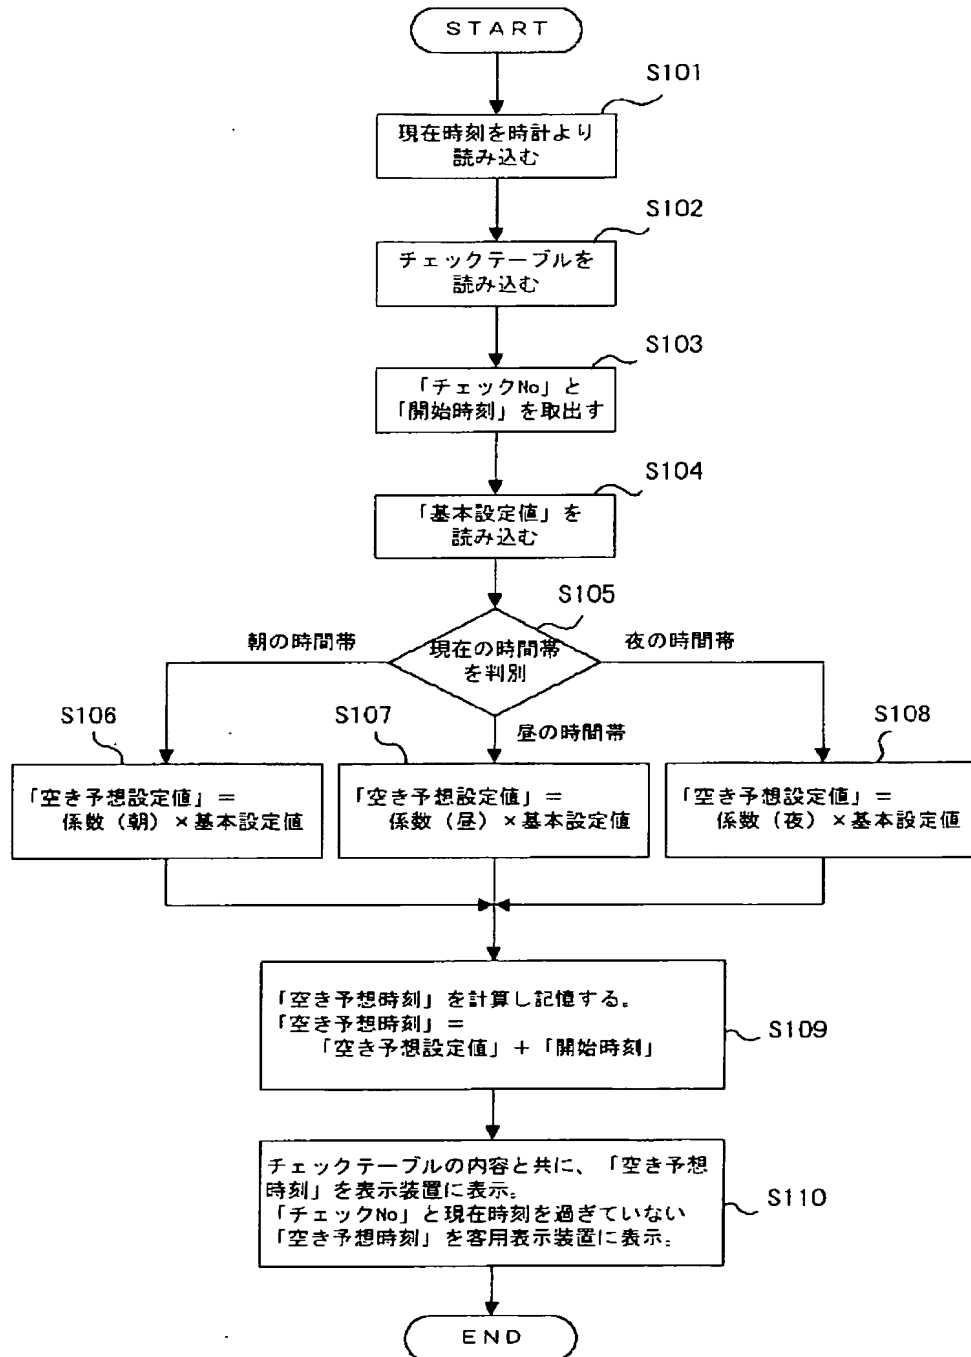 START
S101
現在時刻を時計より
読み込む
S102
チェックテーブルを
読み込む
S103
「チェックNo」と
「開始時刻」を取出す
S104
「基本設定値」を
読み込む
S105
現在の時間帯
を判別
朝の時間帯
夜の時間帯
昼の時間帯
S106
「空き予想設定値」=
係数(朝)×基本設定値
S107
「空き予想設定値」=
係数(昼)×基本設定値
S108
「空き予想設定値」=
係数(夜)×基本設定値
「空き予想時刻」を計算し記憶する。
「空き予想時刻」=
「空き予想設定値」+「開始時刻」
S109
チェックテーブルの内容と共に、「空き予想
時刻」を表示装置に表示。
「チェックNo」と現在時刻を過ぎていない
「空き予想時刻」を客用表示装置に表示。
S110
END